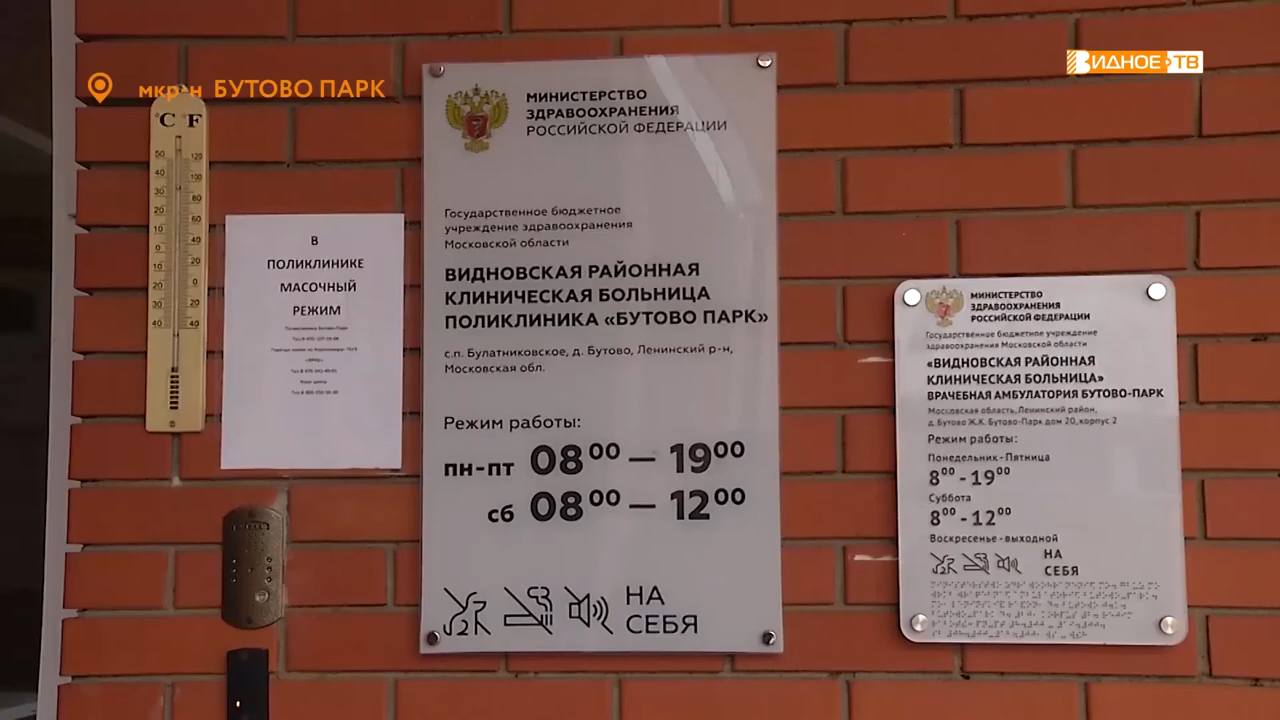 мкр-н БУТОВО ПАРК
ВИДНОЕ ТВ
°C °F
В
ПОЛИКЛИНИКЕ
МАСОЧНЫЙ
РЕЖИМ
Поликлиника Бутово-Парк
МИНИСТЕРСТВО
ЗДРАВООХРАНЕНИЯ
РОССИЙСКОЙ ФЕДЕРАЦИИ
Государственное бюджетное
учреждение здравоохранения
Московской области
ВИДНОВСКАЯ РАЙОННАЯ
КЛИНИЧЕСКАЯ БОЛЬНИЦА
ПОЛИКЛИНИКА «БУТОВО ПАРК»
с.п. Булатниковское, д. Бутово, Ленинский р-н,
Московская обл.
Режим работы:
пн-пт 08⁰⁰ — 19⁰⁰
сб 08⁰⁰ — 12⁰⁰
НА
СЕБЯ
МИНИСТЕРСТВО
ЗДРАВООХРАНЕНИЯ
РОССИЙСКОЙ ФЕДЕРАЦИИ
Государственное бюджетное учреждение
здравоохранения Московской области
«ВИДНОВСКАЯ РАЙОННАЯ
КЛИНИЧЕСКАЯ БОЛЬНИЦА»
ВРАЧЕБНАЯ АМБУЛАТОРИЯ БУТОВО-ПАРК
Московская область, Ленинский район,
д. Бутово Ж.К. Бутово-Парк дом 20, корпус 2
Режим работы:
Понедельник - Пятница
8⁰⁰ - 19⁰⁰
Суббота
8⁰⁰ - 12⁰⁰
Воскресенье - выходной
НА
СЕБЯ